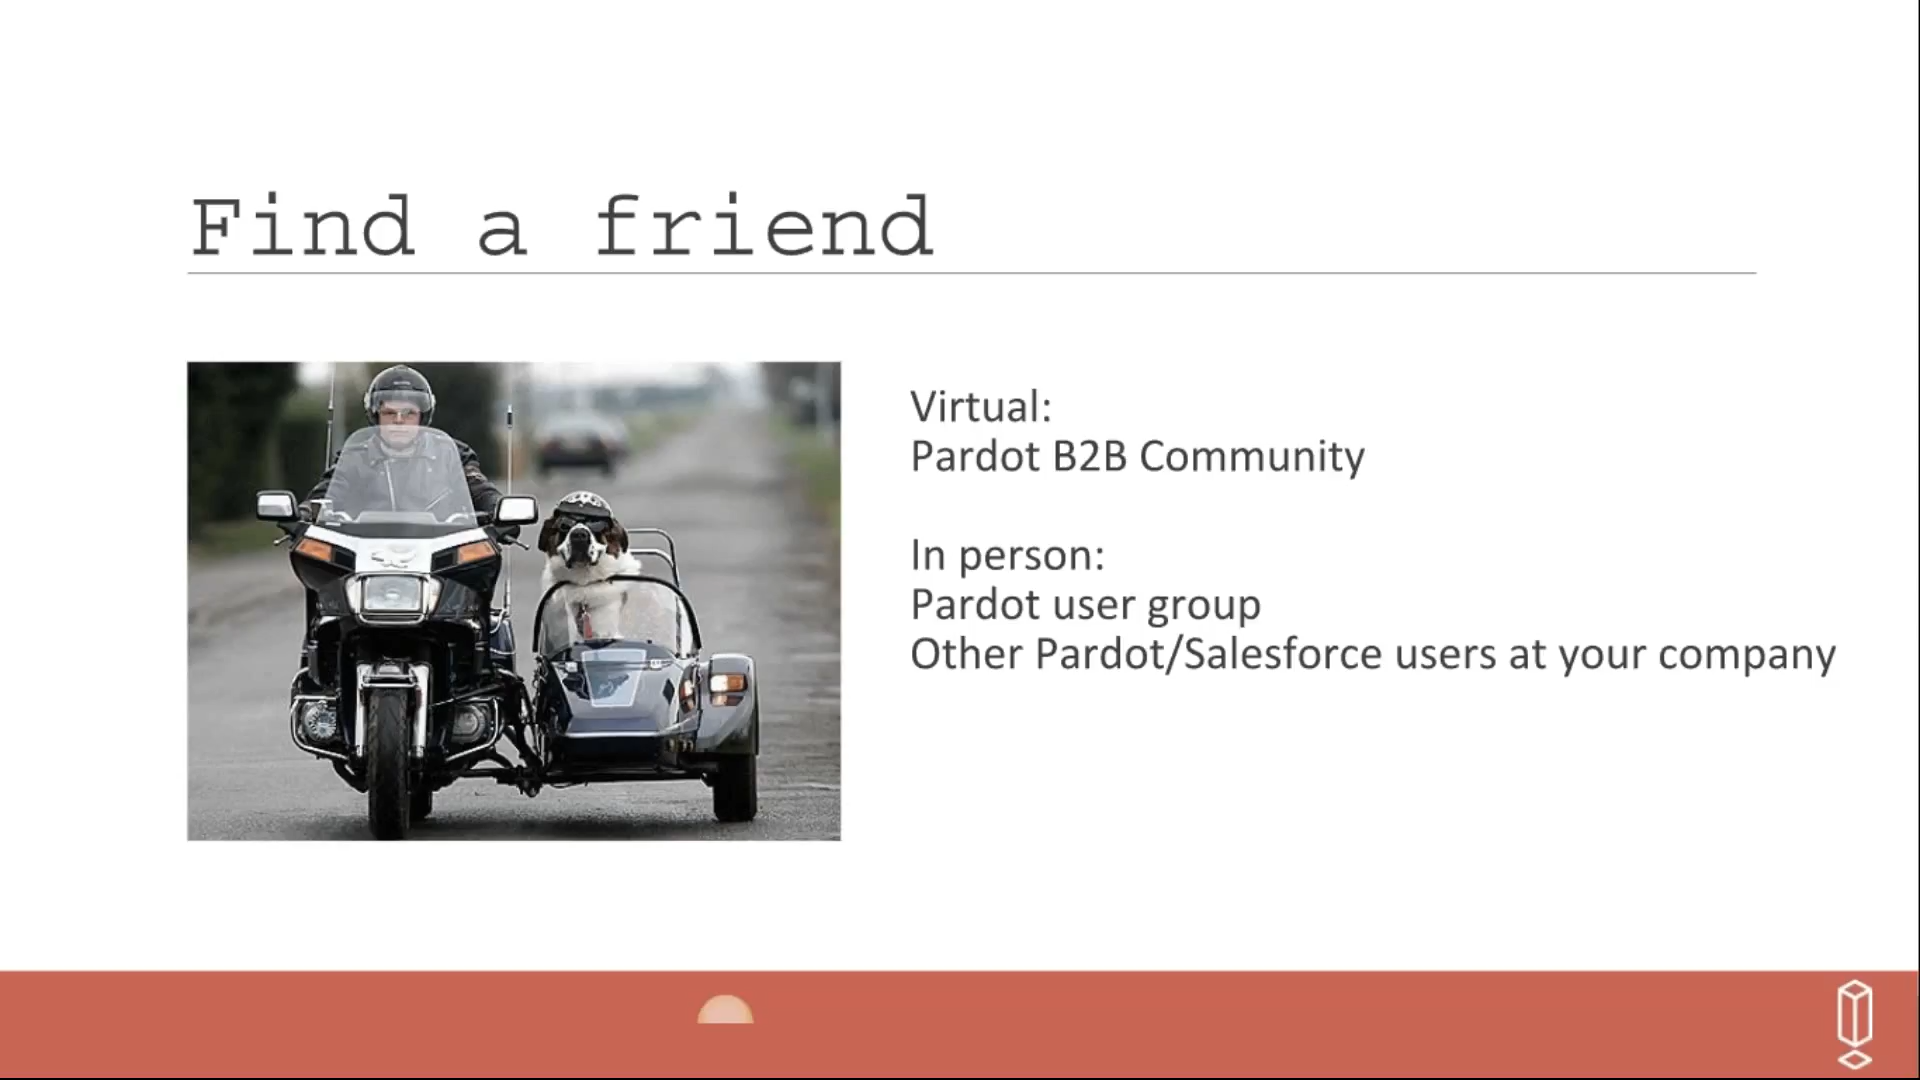 Find a friend
Virtual:
Pardot B2B Community
In person:
Pardot user group
Other Pardot/Salesforce users at your company